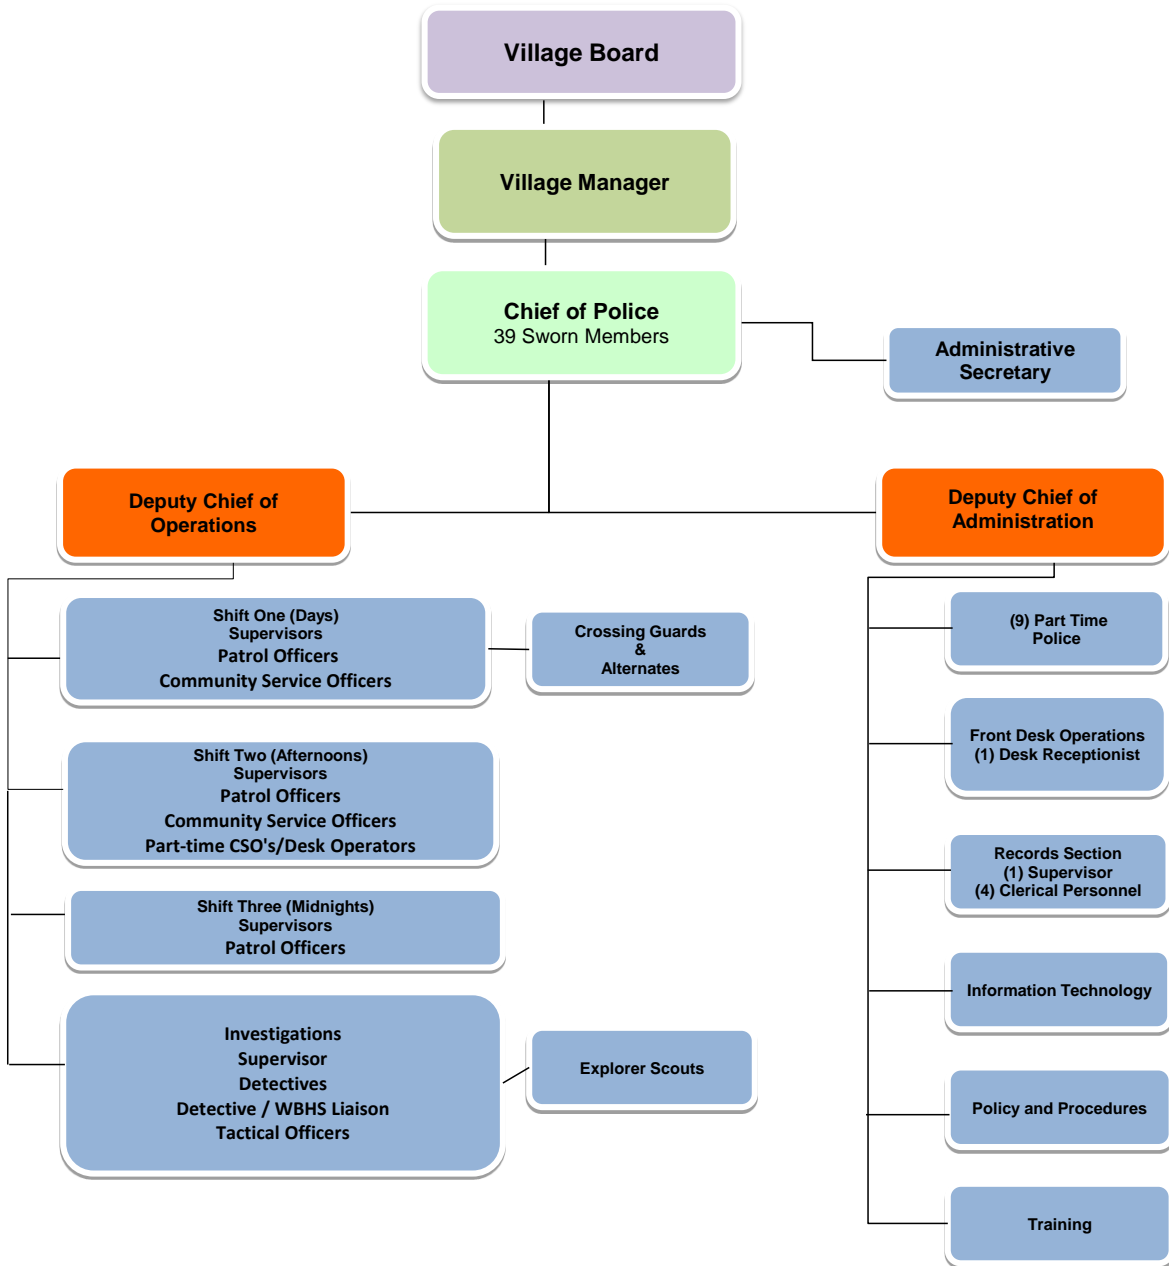 Village Board
Village Manager
Chief of Police
39 Sworn Members
Administrative
Secretary
Deputy Chief of
Operations
Deputy Chief of
Administration
Shift One (Days)
Supervisors
Patrol Officers
Community Service Officers
Crossing Guards
&
Alternates
Shift Two (Afternoons)
Supervisors
Patrol Officers
Community Service Officers
Part-time CSO's/Desk Operators
Shift Three (Midnights)
Supervisors
Patrol Officers
Investigations
Supervisor
Detectives
Detective / WBHS Liaison
Tactical Officers
Explorer Scouts
(9) Part Time
Police
Front Desk Operations
(1) Desk Receptionist
Records Section
(1) Supervisor
(4) Clerical Personnel
Information Technology
Policy and Procedures
Training